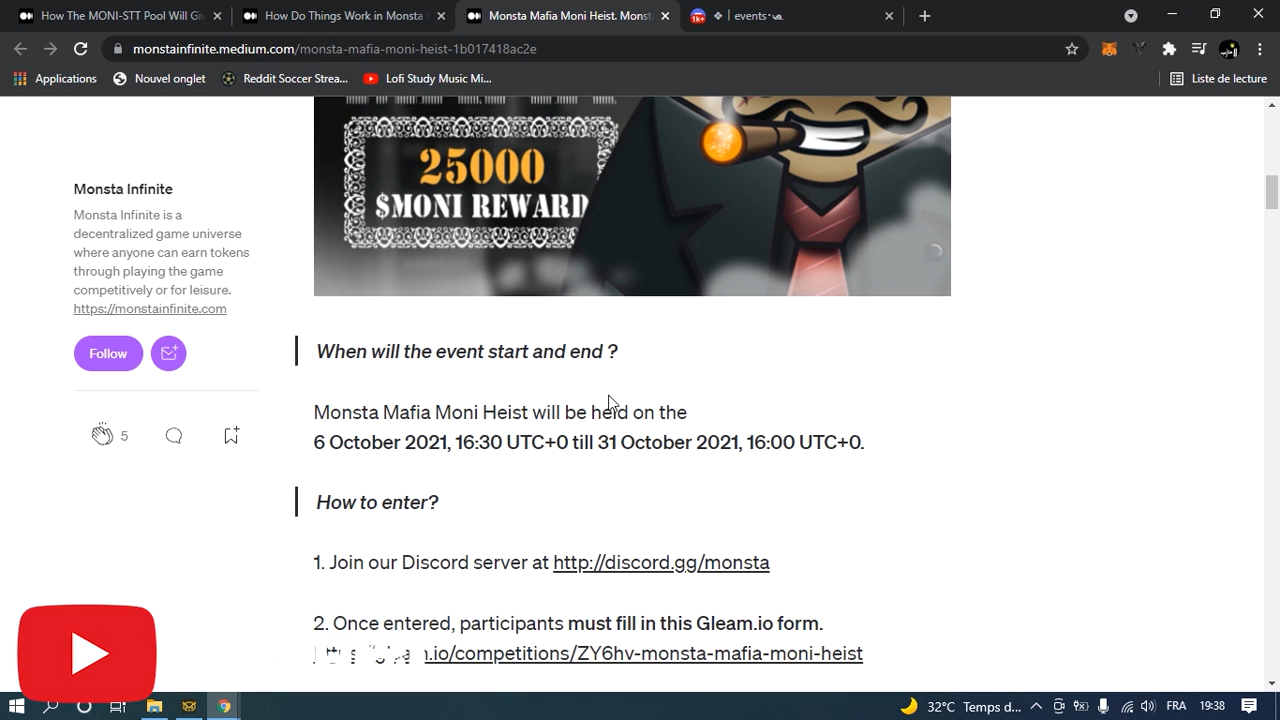 How The MONI-STT Pool Will Gi
How Do Things Work in Monsta
Monsta Mafia Moni Heist. Monst
1k+
| events
monstainfinite.medium.com/monsta-mafia-moni-heist-1b017418ac2e
Applications
Nouvel onglet
Reddit Soccer Strea...
Lofi Study Music Mi...
Liste de lecture
25000
$MONI REWARD
Monsta Infinite
Monsta Infinite is a
decentralized game universe
where anyone can earn tokens
through playing the game
competitively or for leisure.
https://monstainfinite.com
Follow
5
When will the event start and end ?
Monsta Mafia Moni Heist will be held on the
6 October 2021, 16:30 UTC+0 till 31 October 2021, 16:00 UTC+0.
How to enter?
1. Join our Discord server at http://discord.gg/monsta
2. Once entered, participants must fill in this Gleam.io form.
.io/competitions/ZY6hv-monsta-mafia-moni-heist
32°C Temps d...
FRA
19:38